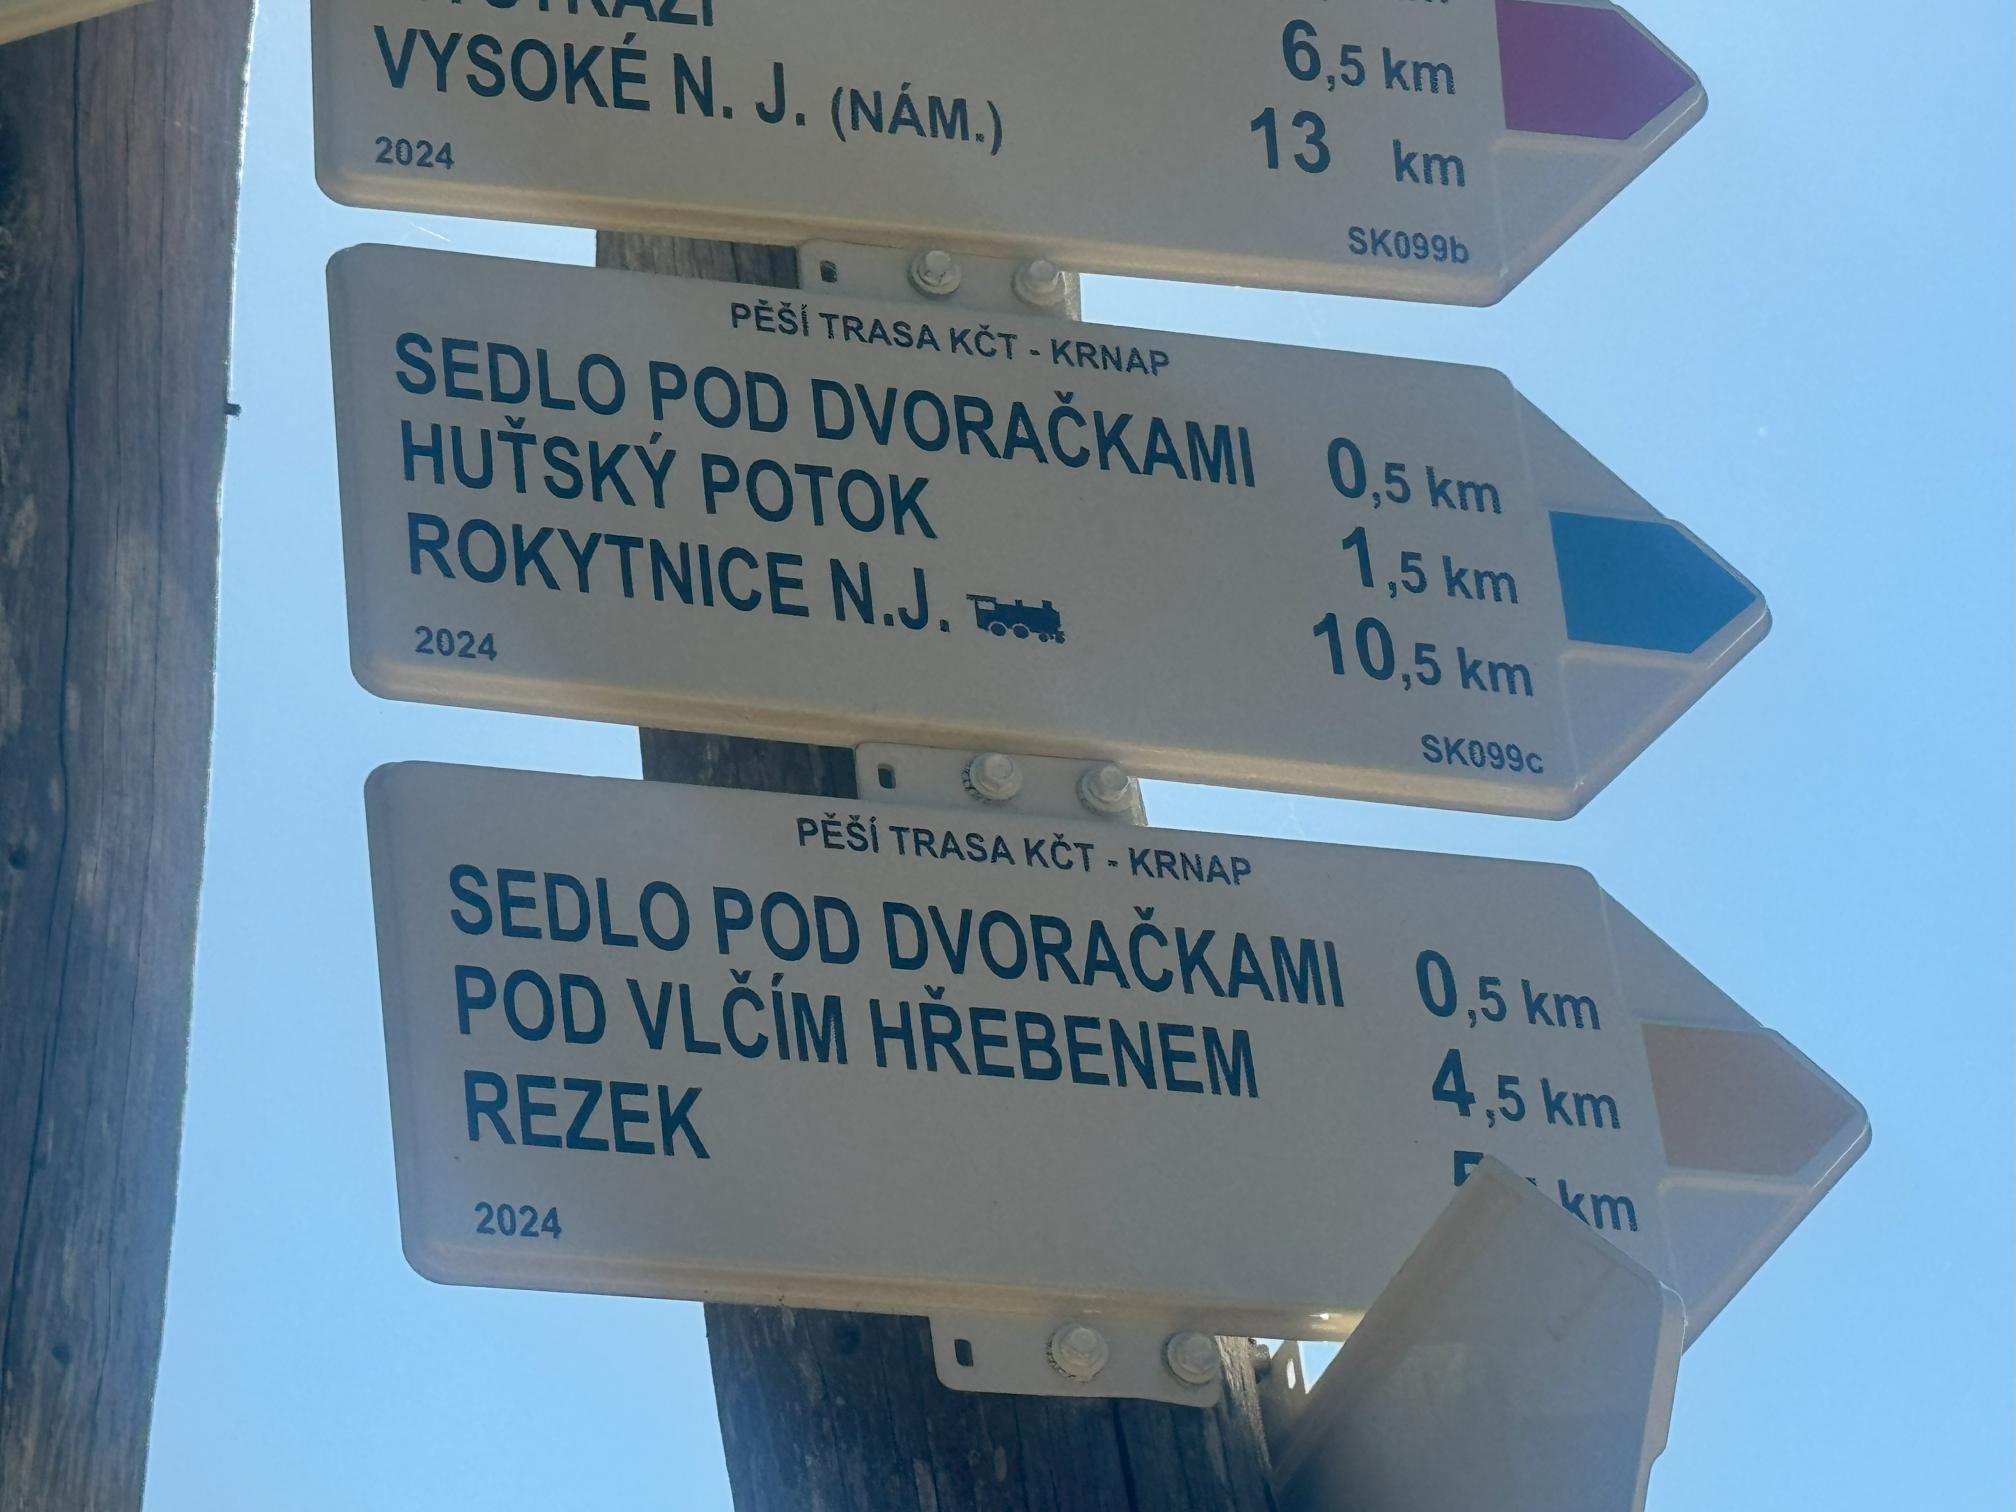 VYSOKÉ N. J. (NÁM.) 6,5 km
13 km
2024
SK099b
PĚŠÍ TRASA KČT - KRNAP
SEDLO POD DVORAČKAMI 0,5 km
HUŤSKÝ POTOK 1,5 km
ROKYTNICE N.J. 10,5 km
2024
SK099c
PĚŠÍ TRASA KČT - KRNAP
SEDLO POD DVORAČKAMI 0,5 km
POD VLČÍM HŘEBENEM 4,5 km
REZEK km
2024